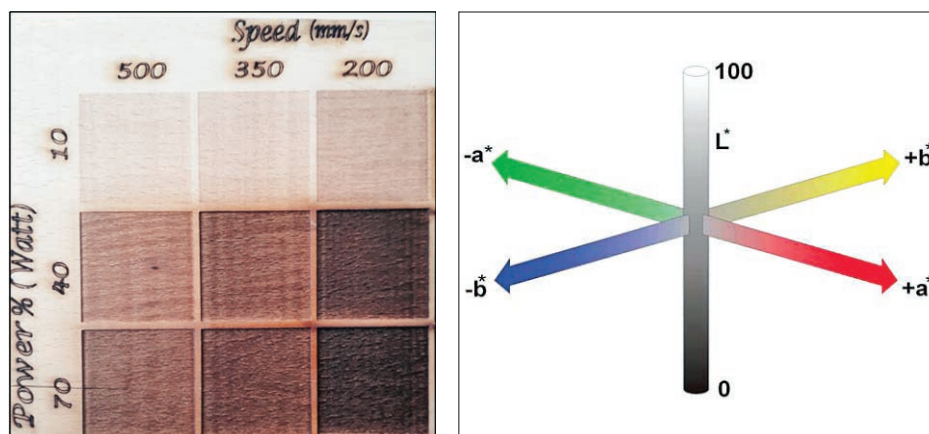 Speed (mm/s)
500 350 200
Power % (Watt)
10
40
70
100
L*
-a*
+b*
-b*
+a*
0